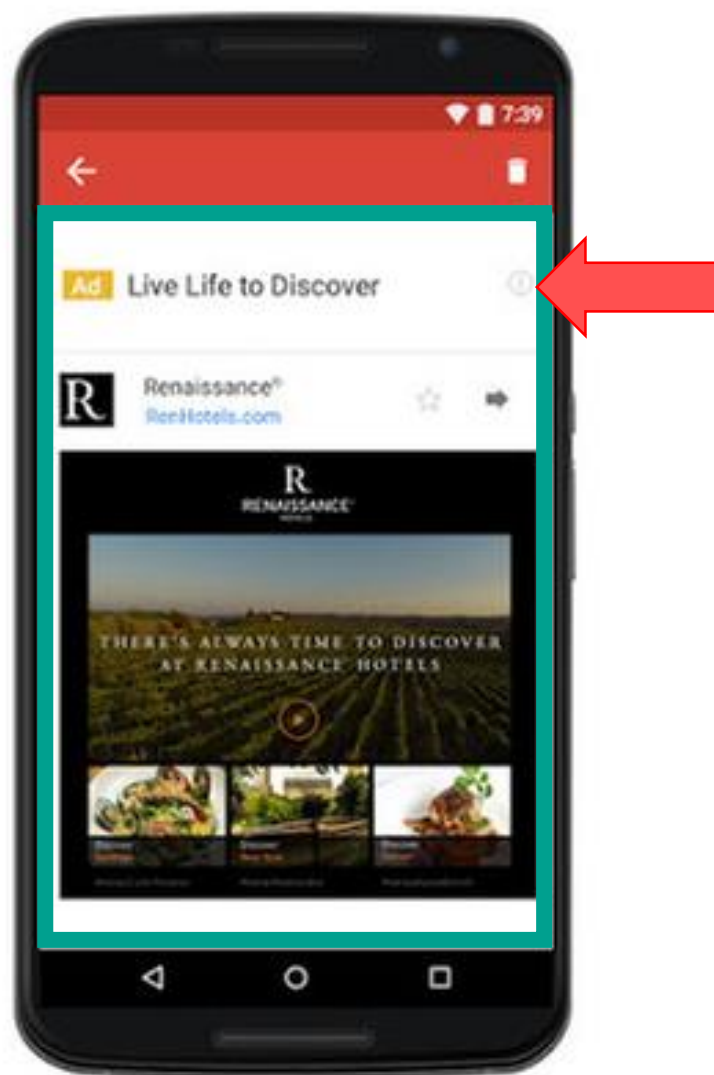 7:39
Ad Live Life to Discover
R Renaissance®
RenHotels.com
R
RENAISSANCE®
HOTELS
THERE'S ALWAYS TIME TO DISCOVER
AT RENAISSANCE HOTELS
Discover Discover Discover